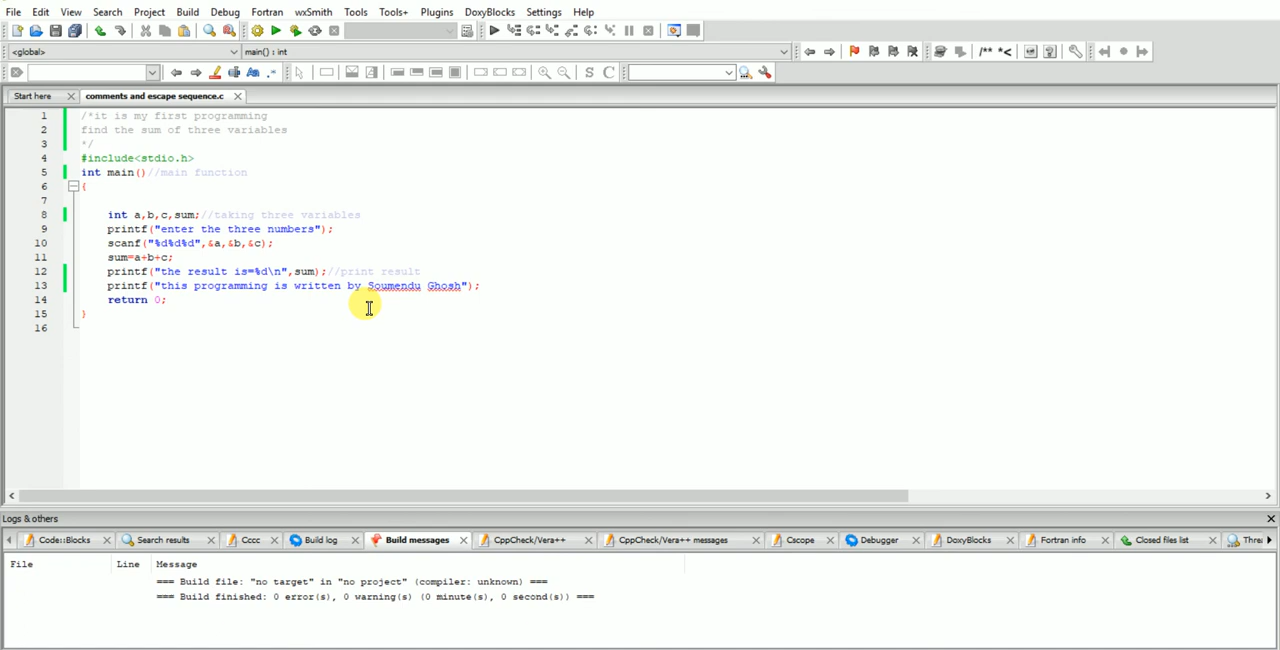 File Edit View Search Project Build Debug Fortran wxSmith Tools Tools+ Plugins DoxyBlocks Settings Help
<global> main() : int
Start here comments and escape sequence.c
1 /*it is my first programming
2 find the sum of three variables
3 */
4 #include<stdio.h>
5 int main()//main function
6 {
7
8 int a,b,c,sum;//taking three variables
9 printf("enter the three numbers");
10 scanf("%d%d%d",&a,&b,&c);
11 sum=a+b+c;
12 printf("the result is=%d\n",sum);//print result
13 printf("this programming is written by Soumendu Ghosh");
14 return 0;
15 }
16
Logs & others
Code::Blocks Search results Cccc Build log Build messages CppCheck/Vera++ CppCheck/Vera++ messages Cscope Debugger DoxyBlocks Fortran info Closed files list Thre
File Line Message
=== Build file: "no target" in "no project" (compiler: unknown) ===
=== Build finished: 0 error(s), 0 warning(s) (0 minute(s), 0 second(s)) ===